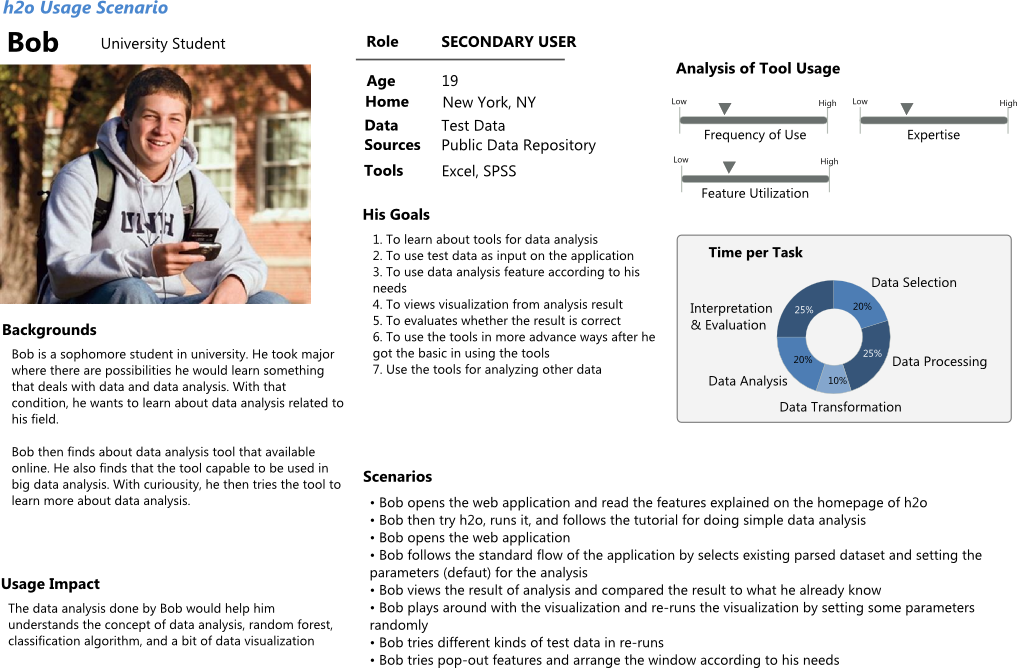 h2o Usage Scenario
Bob
University Student
UNH
Backgrounds
Bob is a sophomore student in university. He took major
where there are possibilities he would learn something
that deals with data and data analysis. With that
condition, he wants to learn about data analysis related to
his field.
Bob then finds about data analysis tool that available
online. He also finds that the tool capable to be used in
big data analysis. With curiousity, he then tries the tool to
learn more about data analysis.
Usage Impact
The data analysis done by Bob would help him
understands the concept of data analysis, random forest,
classification algorithm, and a bit of data visualization
Role SECONDARY USER
Age 19
Home New York, NY
Data Test Data
Sources Public Data Repository
Tools Excel, SPSS
His Goals
1. To learn about tools for data analysis
2. To use test data as input on the application
3. To use data analysis feature according to his
needs
4. To views visualization from analysis result
5. To evaluates whether the result is correct
6. To use the tools in more advance ways after he
got the basic in using the tools
7. Use the tools for analyzing other data
Analysis of Tool Usage
Low High
Frequency of Use
Low High
Expertise
Low High
Feature Utilization
Time per Task
Data Selection
20%
Data Processing
25%
Data Transformation
10%
Data Analysis
20%
Interpretation
& Evaluation
25%
Scenarios
• Bob opens the web application and read the features explained on the homepage of h2o
• Bob then try h2o, runs it, and follows the tutorial for doing simple data analysis
• Bob opens the web application
• Bob follows the standard flow of the application by selects existing parsed dataset and setting the
parameters (defaut) for the analysis
• Bob views the result of analysis and compared the result to what he already know
• Bob plays around with the visualization and re-runs the visualization by setting some parameters
randomly
• Bob tries different kinds of test data in re-runs
• Bob tries pop-out features and arrange the window according to his needs